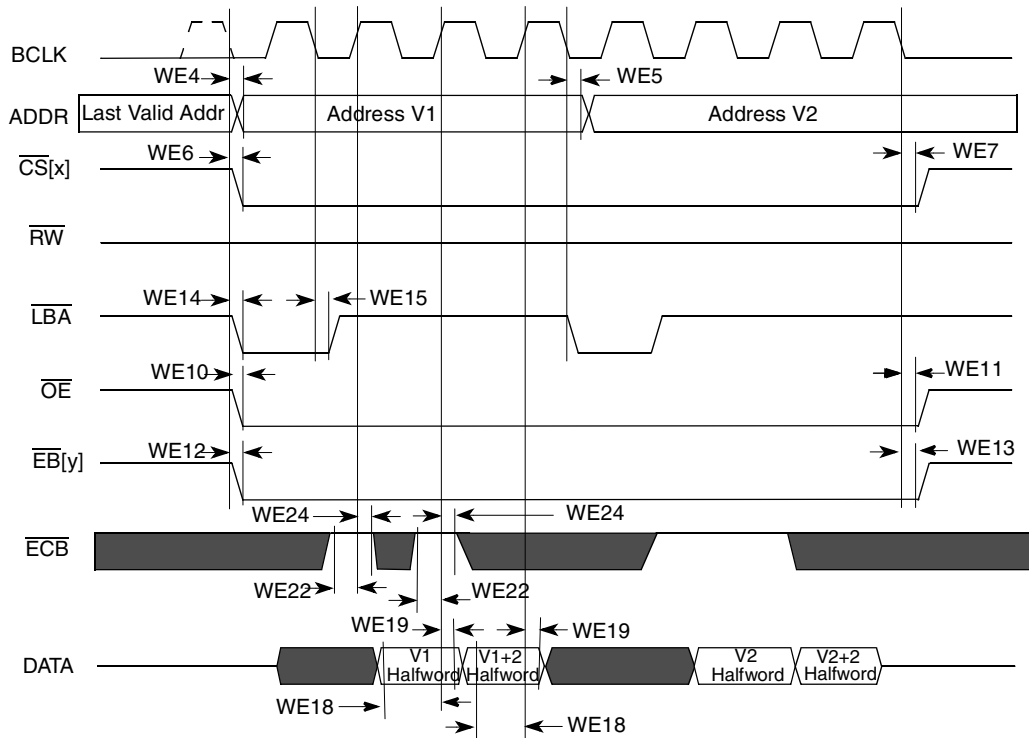 BCLK
WE4
WE5
ADDR
Last Valid Addr
Address V1
Address V2
WE6
WE7
CS[x]
RW
WE14
WE15
LBA
WE10
WE11
OE
WE12
WE13
EB[y]
WE24
WE24
ECB
WE22
WE22
WE19
WE19
DATA
V1
Halfword
V1+2
Halfword
V2
Halfword
V2+2
Halfword
WE18
WE18